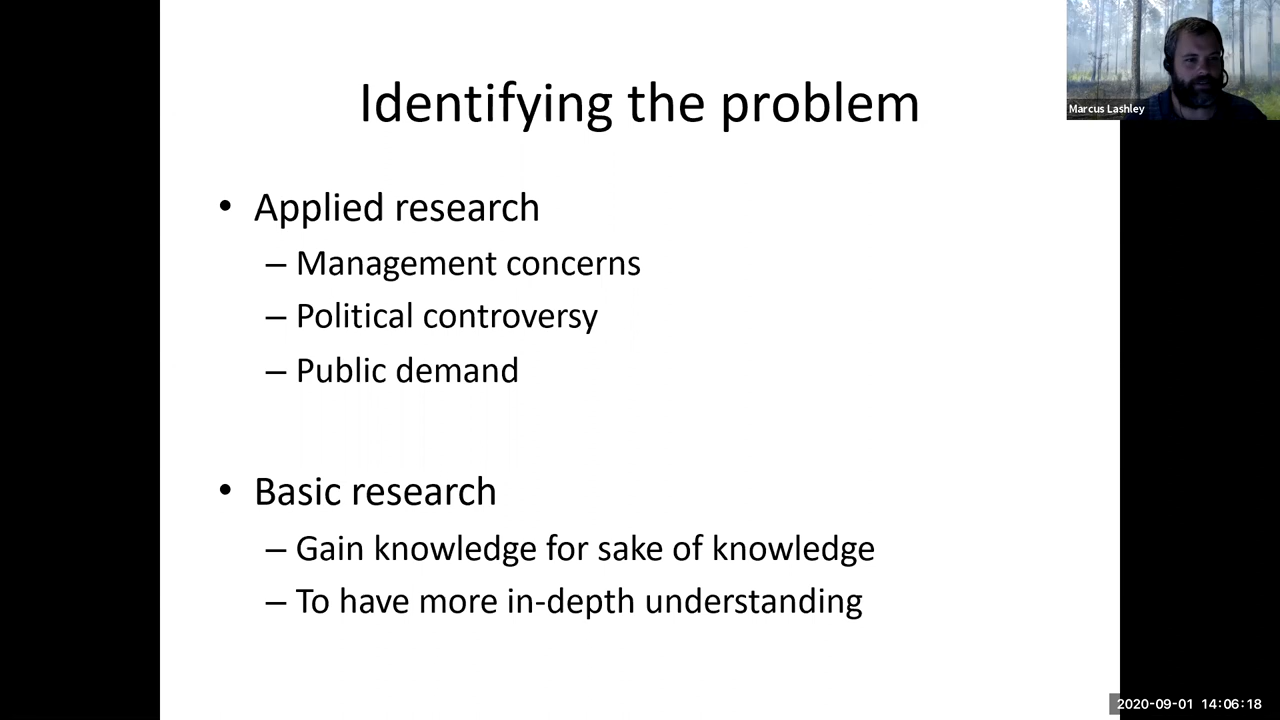 Identifying the problem
Marcus Lashley
• Applied research
– Management concerns
– Political controversy
– Public demand
• Basic research
– Gain knowledge for sake of knowledge
– To have more in-depth understanding
2020-09-01 14:06:18